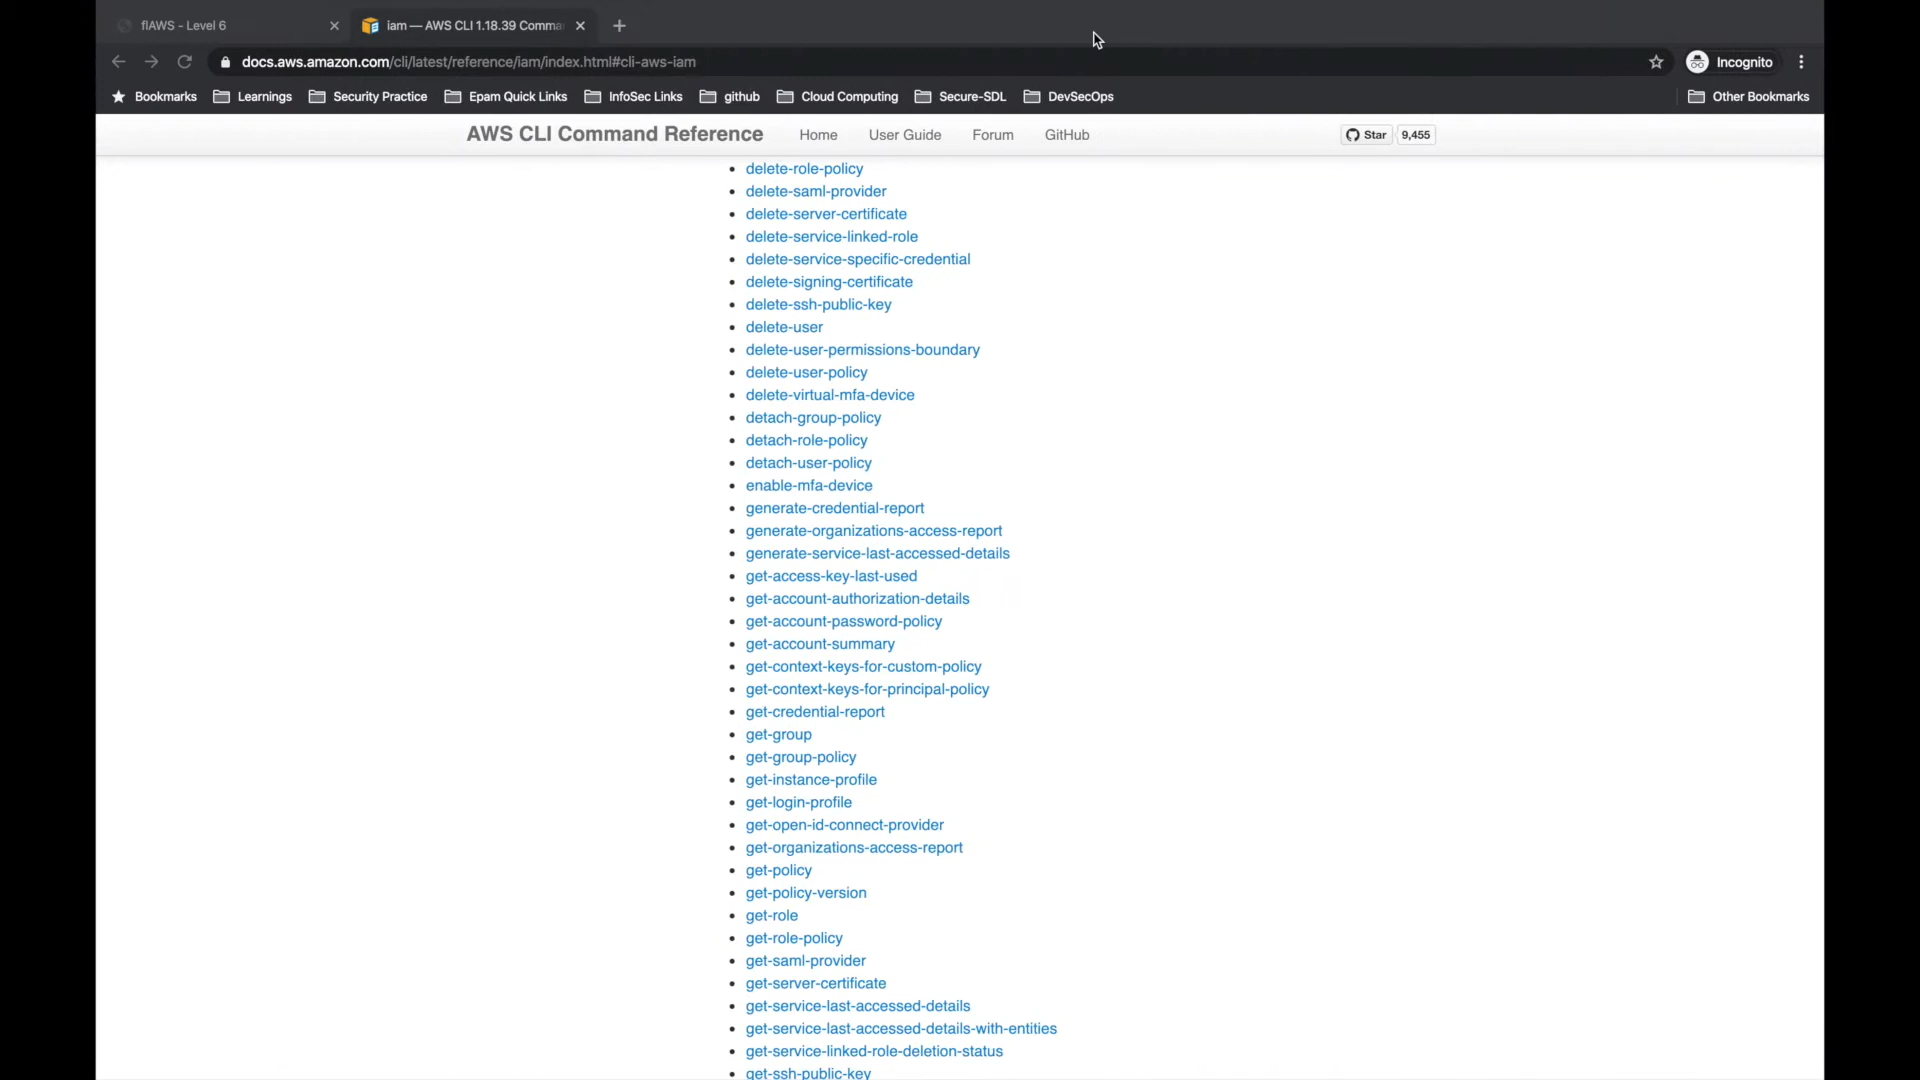 flAWS - Level 6
iam — AWS CLI 1.18.39 Comma
docs.aws.amazon.com/cli/latest/reference/iam/index.html#cli-aws-iam
Incognito
Bookmarks
Learnings
Security Practice
Epam Quick Links
InfoSec Links
github
Cloud Computing
Secure-SDL
DevSecOps
Other Bookmarks
AWS CLI Command Reference
Home
User Guide
Forum
GitHub
Star
9,455
delete-role-policy
delete-saml-provider
delete-server-certificate
delete-service-linked-role
delete-service-specific-credential
delete-signing-certificate
delete-ssh-public-key
delete-user
delete-user-permissions-boundary
delete-user-policy
delete-virtual-mfa-device
detach-group-policy
detach-role-policy
detach-user-policy
enable-mfa-device
generate-credential-report
generate-organizations-access-report
generate-service-last-accessed-details
get-access-key-last-used
get-account-authorization-details
get-account-password-policy
get-account-summary
get-context-keys-for-custom-policy
get-context-keys-for-principal-policy
get-credential-report
get-group
get-group-policy
get-instance-profile
get-login-profile
get-open-id-connect-provider
get-organizations-access-report
get-policy
get-policy-version
get-role
get-role-policy
get-saml-provider
get-server-certificate
get-service-last-accessed-details
get-service-last-accessed-details-with-entities
get-service-linked-role-deletion-status
get-ssh-public-key